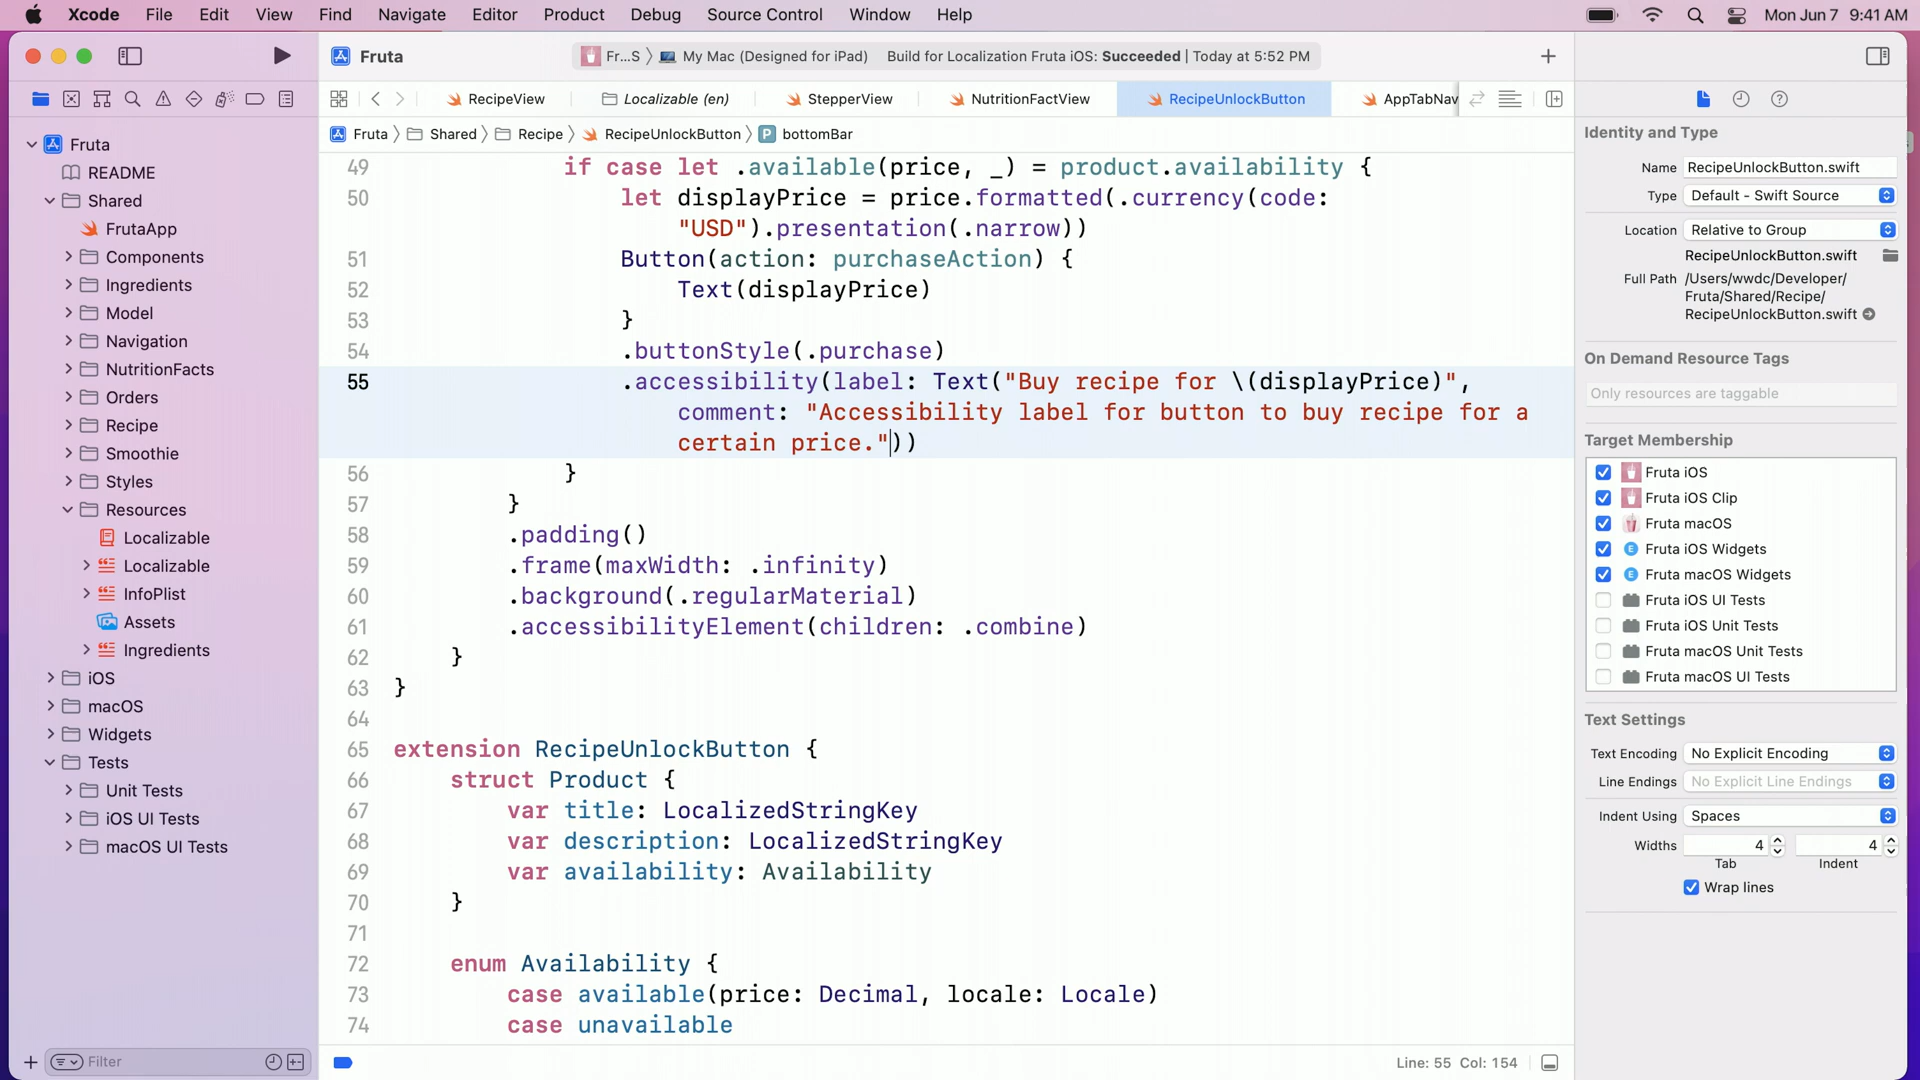 Xcode File Edit View Find Navigate Editor Product Debug Source Control Window Help Mon Jun 7 9:41 AM
Fruta Fr...S 〉 My Mac (Designed for iPad) Build for Localization Fruta iOS: Succeeded | Today at 5:52 PM
RecipeView Localizable (en) StepperView NutritionFactView RecipeUnlockButton AppTabNav
Fruta 〉 Shared 〉 Recipe 〉 RecipeUnlockButton 〉 P bottomBar
Fruta
README
Shared
FrutaApp
Components
Ingredients
Model
Navigation
NutritionFacts
Orders
Recipe
Smoothie
Styles
Resources
Localizable
Localizable
InfoPlist
Assets
Ingredients
iOS
macOS
Widgets
Tests
Unit Tests
iOS UI Tests
macOS UI Tests
Filter
49 if case let .available(price, _) = product.availability {
50 let displayPrice = price.formatted(.currency(code:
"USD").presentation(.narrow))
51 Button(action: purchaseAction) {
52 Text(displayPrice)
53 }
54 .buttonStyle(.purchase)
55 .accessibility(label: Text("Buy recipe for \(displayPrice)",
comment: "Accessibility label for button to buy recipe for a
certain price."))
56 }
57 }
58 .padding()
59 .frame(maxWidth: .infinity)
60 .background(.regularMaterial)
61 .accessibilityElement(children: .combine)
62 }
63 }
64
65 extension RecipeUnlockButton {
66 struct Product {
67 var title: LocalizedStringKey
68 var description: LocalizedStringKey
69 var availability: Availability
70 }
71
72 enum Availability {
73 case available(price: Decimal, locale: Locale)
74 case unavailable
Line: 55 Col: 154
Identity and Type
Name RecipeUnlockButton.swift
Type Default - Swift Source
Location Relative to Group
RecipeUnlockButton.swift
Full Path /Users/wwdc/Developer/
Fruta/Shared/Recipe/
RecipeUnlockButton.swift
On Demand Resource Tags
Only resources are taggable
Target Membership
Fruta iOS
Fruta iOS Clip
Fruta macOS
E Fruta iOS Widgets
E Fruta macOS Widgets
Fruta iOS UI Tests
Fruta iOS Unit Tests
Fruta macOS Unit Tests
Fruta macOS UI Tests
Text Settings
Text Encoding No Explicit Encoding
Line Endings No Explicit Line Endings
Indent Using Spaces
Widths 4 4
Tab Indent
Wrap lines